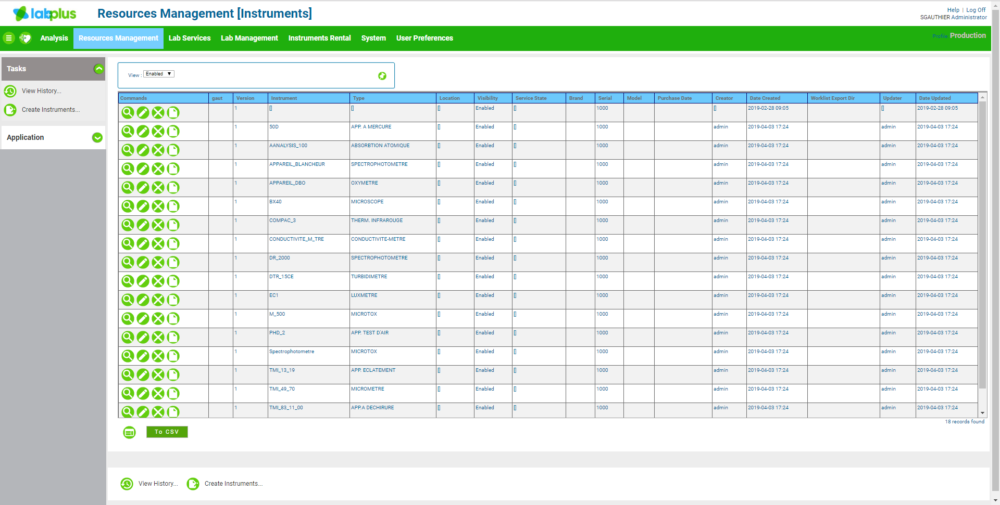 labplus
Resources Management [Instruments]
Help | Log Off
SGAUTHIER Administrator
Analysis Resources Management Lab Services Lab Management Instruments Rental System User Preferences
Profile: Production
Tasks
View History...
Create Instruments...
Application
View : Enabled
Commands gaut Version Instrument Type Location Visibility Service State Brand Serial Model Purchase Date Creator Date Created Worklist Export Dir Updater Date Updated
1 [] [] [] Enabled [] 1000 [] 2019-02-28 09:05 [] 2019-02-28 09:05
1 50D APP. A MERCURE [] Enabled [] 1000 admin 2019-04-03 17:24 admin 2019-04-03 17:24
1 AANALYSIS_100 ABSORBTION ATOMIQUE [] Enabled [] 1000 admin 2019-04-03 17:24 admin 2019-04-03 17:24
1 APPAREIL_BLANCHEUR SPECTROPHOTOMETRE [] Enabled [] 1000 admin 2019-04-03 17:24 admin 2019-04-03 17:24
1 APPAREIL_DBO OXYMETRE [] Enabled [] 1000 admin 2019-04-03 17:24 admin 2019-04-03 17:24
1 BX40 MICROSCOPE [] Enabled [] 1000 admin 2019-04-03 17:24 admin 2019-04-03 17:24
1 COMPAC_3 THERM. INFRAROUGE [] Enabled [] 1000 admin 2019-04-03 17:24 admin 2019-04-03 17:24
1 CONDUCTIVITE_M_TRE CONDUCTIVITE-METRE [] Enabled [] 1000 admin 2019-04-03 17:24 admin 2019-04-03 17:24
1 DR_2000 SPECTROPHOTOMETRE [] Enabled [] 1000 admin 2019-04-03 17:24 admin 2019-04-03 17:24
1 DTR_15CE TURBIDIMETRE [] Enabled [] 1000 admin 2019-04-03 17:24 admin 2019-04-03 17:24
1 EC1 LUXMETRE [] Enabled [] 1000 admin 2019-04-03 17:24 admin 2019-04-03 17:24
1 M_500 MICROTOX [] Enabled [] 1000 admin 2019-04-03 17:24 admin 2019-04-03 17:24
1 PHD_2 APP. TEST D'AIR [] Enabled [] 1000 admin 2019-04-03 17:24 admin 2019-04-03 17:24
1 Spectrophotometre MICROTOX [] Enabled [] 1000 admin 2019-04-03 17:24 admin 2019-04-03 17:24
1 TMI_13_19 APP. ECLATEMENT [] Enabled [] 1000 admin 2019-04-03 17:24 admin 2019-04-03 17:24
1 TMI_49_70 MICROMETRE [] Enabled [] 1000 admin 2019-04-03 17:24 admin 2019-04-03 17:24
1 TMI_83_11_00 APP.A DECHIRURE [] Enabled [] 1000 admin 2019-04-03 17:24 admin 2019-04-03 17:24
18 records found
To CSV
View History... Create Instruments...